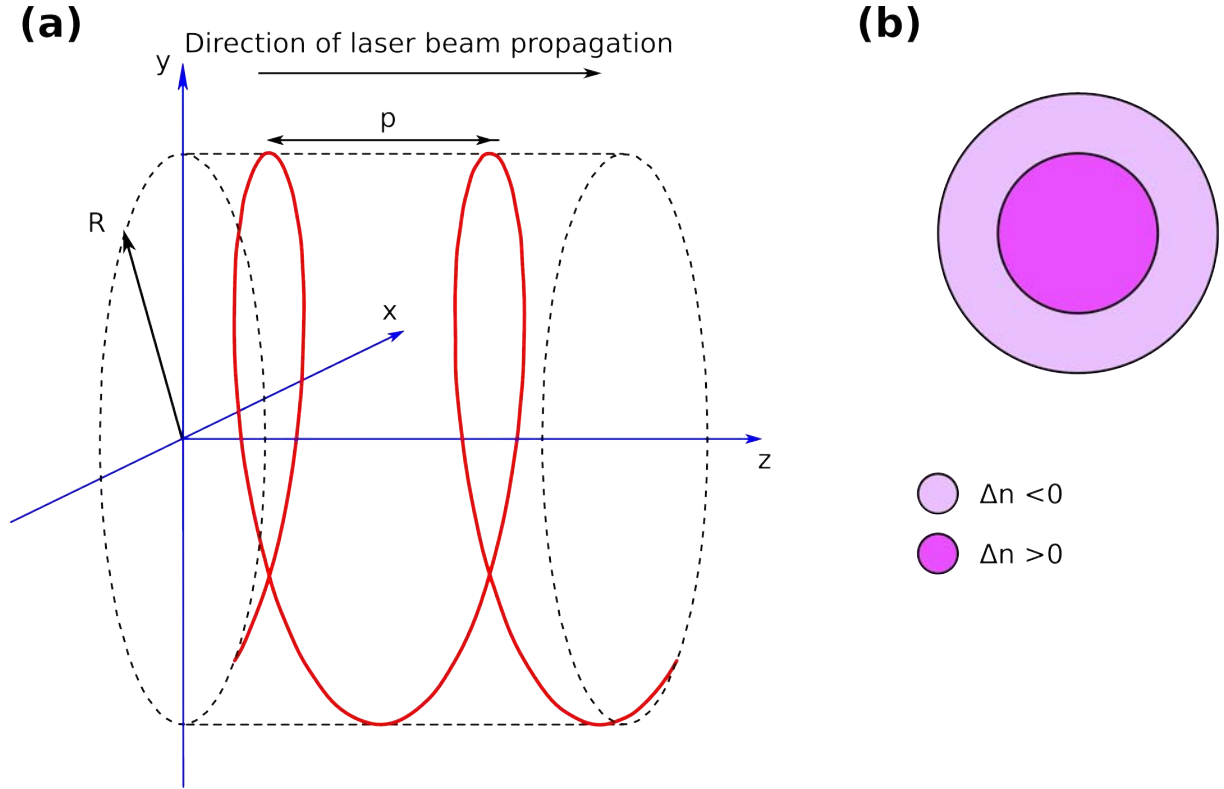 (a)
Direction of laser beam propagation
y
p
R
x
z
(b)
Δn <0
Δn >0